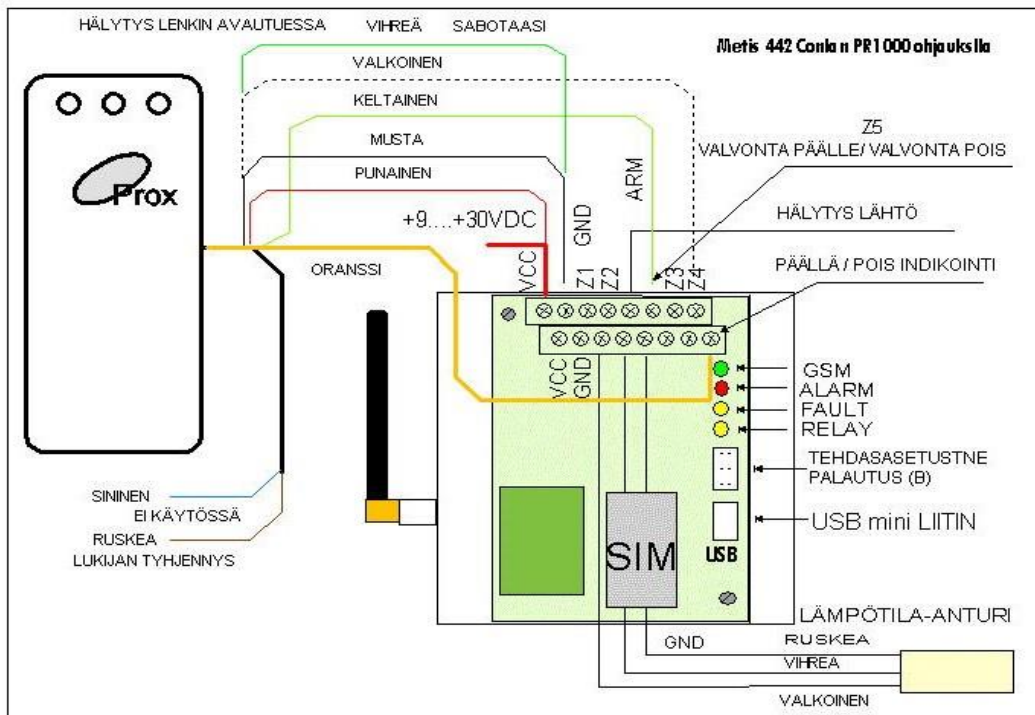 HÄLYTYS LENKIN AVAUTUESSA VIHREÄ SABOTAASI
Metis 442 Conlan PR1000 ohjaukslla
VALKOINEN
KELTAINEN
MUSTA
PUNAINEN
Prox
+9....+30VDC
ORANSSI
VCC
GND
Z1
Z2
ARM
Z3
Z4
Z5
VALVONTA PÄÄLLE/ VALVONTA POIS
HÄLYTYS LÄHTÖ
PÄÄLLÄ / POIS INDIKOINTI
VCC
GND
GSM
ALARM
FAULT
RELAY
TEHDASASETUSTNE
PALAUTUS (B)
USB mini LIITIN
SIM
USB
SININEN
EI KÄYTÖSSÄ
RUSKEA
LUKIJAN TYHJENNYS
LÄMPÖTILA-ANTURI
GND
RUSKEA
VIHREA
VALKOINEN